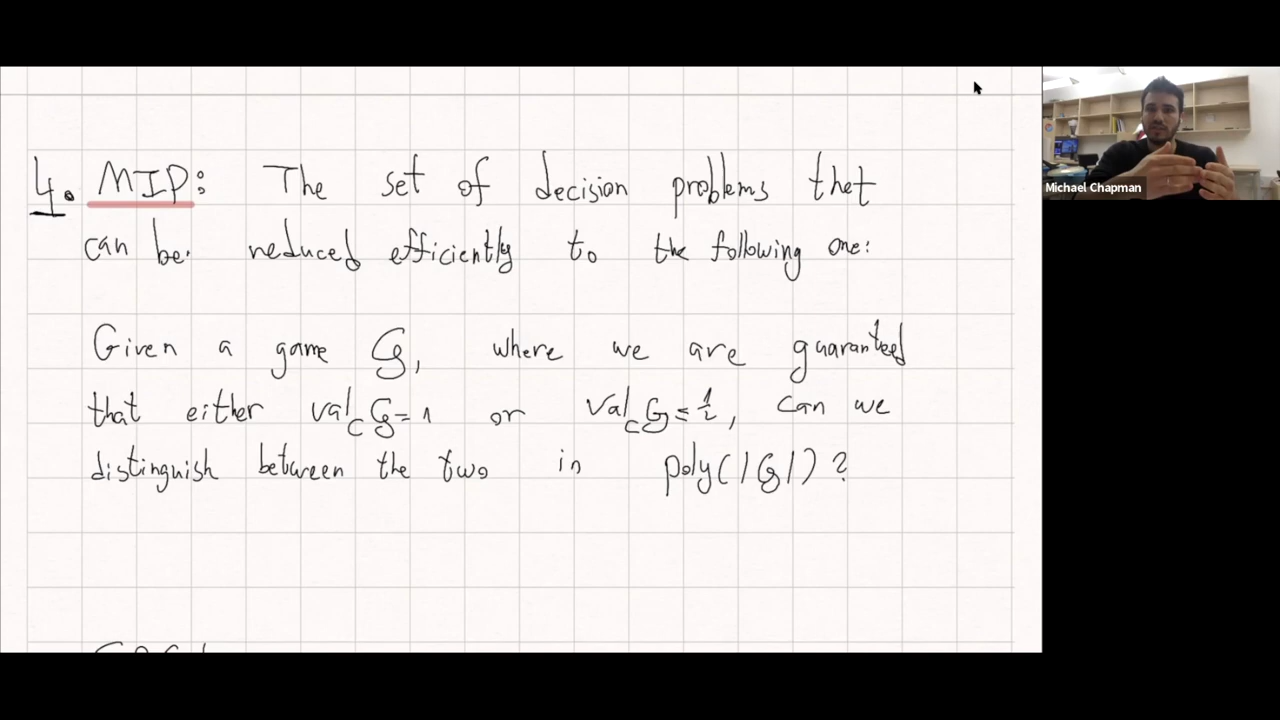 4. MIP: The set of decision problems that
can be reduced efficiently to the following one:
Given a game G, where we are guaranteed
that either val_C G = 1 or val_C G ≤ 1/2, can we
distinguish between the two in poly(|G|)?
Michael Chapman